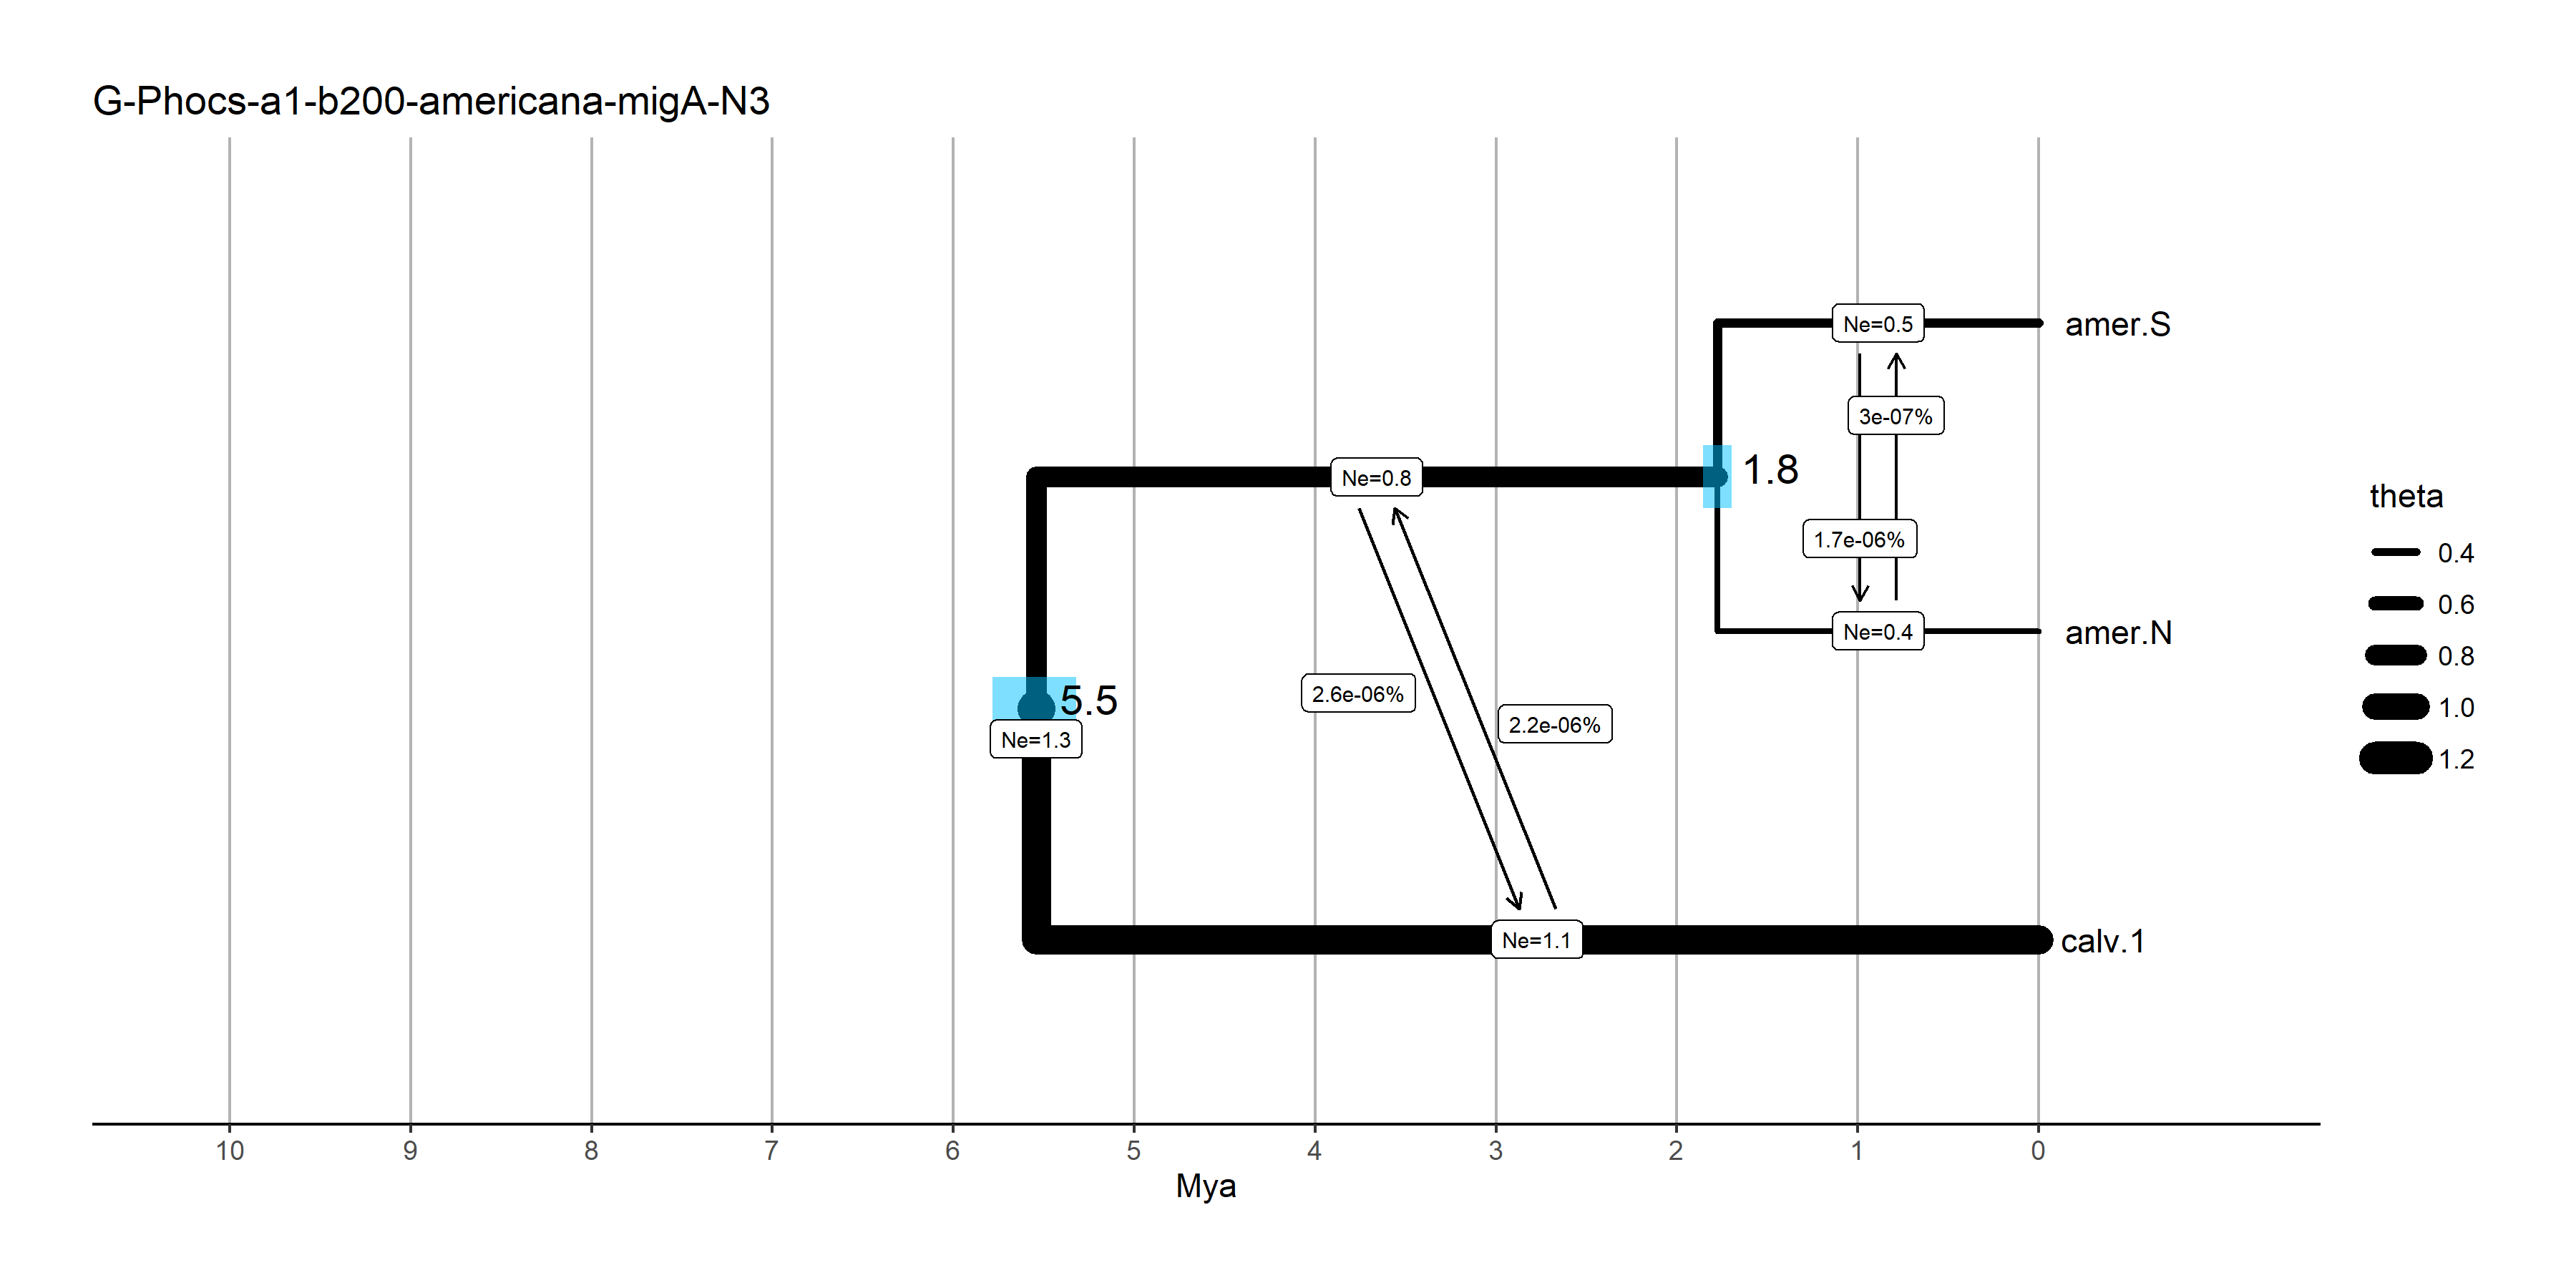 G-Phocs-a1-b200-americana-migA-N3
Ne=0.5
amer.S
3e-07%
1.8
Ne=0.8
1.7e-06%
Ne=0.4
amer.N
5.5
Ne=1.3
2.6e-06%
2.2e-06%
Ne=1.1
calv.1
theta
0.4
0.6
0.8
1.0
1.2
10 9 8 7 6 5 4 3 2 1 0
Mya